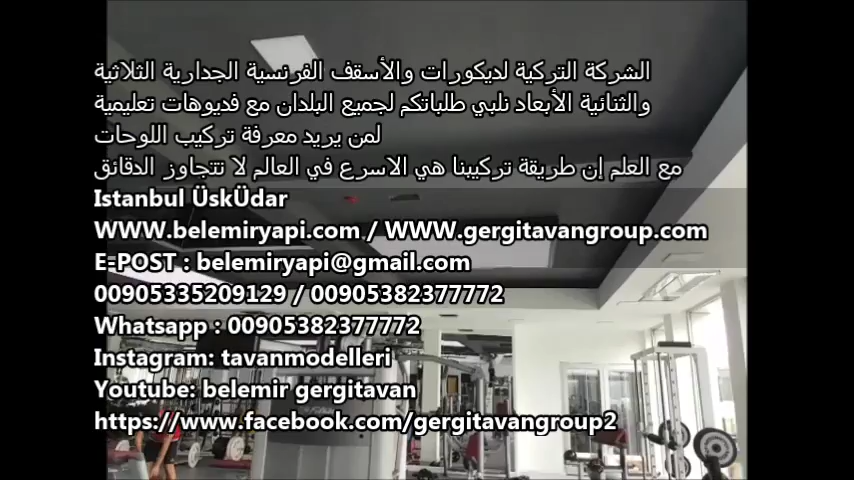 الشركة التركية لديكورات والأسقف الفرنسية الجدارية الثلاثية
والثنائية الأبعاد نلبي طلباتكم لجميع البلدان مع فديوهات تعليمية
لمن يريد معرفة تركيب اللوحات
مع العلم إن طريقة تركيبنا هي الاسرع في العالم لا تتجاوز الدقائق
Istanbul ÜskÜdar
WWW.belemiryapi.com / WWW.gergitavangroup.com
E-POST : belemiryapi@gmail.com
00905335209129 / 00905382377772
Whatsapp : 00905382377772
Instagram: tavanmodelleri
Youtube: belemir gergitavan
https://www.facebook.com/gergitavangroup2